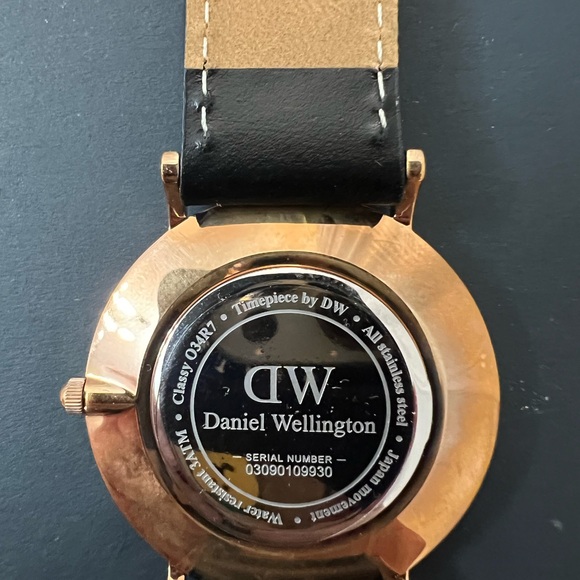 Timepiece by DW • All stainless steel • Japan movement • Water resistant 3ATM • Classy 034R7 •
DW
Daniel Wellington
SERIAL NUMBER
03090109930